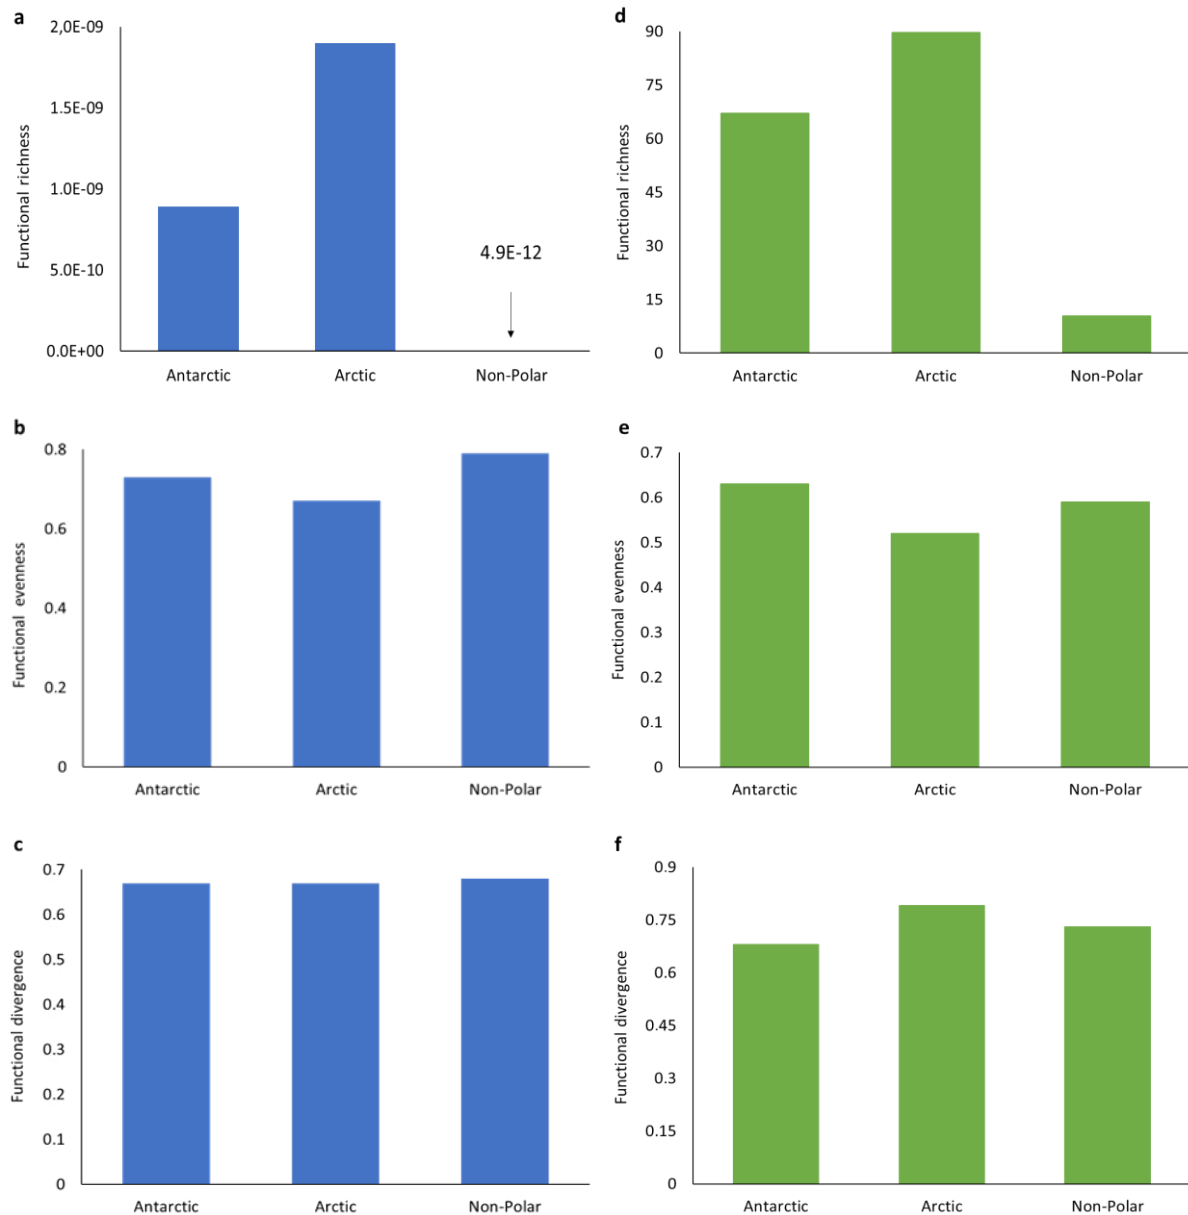 a
2,0E-09
1.5E-09
1.0E-09
5.0E-10
0.0E+00
Functional richness
4.9E-12
Antarctic Arctic Non-Polar
b
0.8
0.6
0.4
0.2
0
Functional evenness
Antarctic Arctic Non-Polar
c
0.7
0.6
0.5
0.4
0.3
0.2
0.1
0
Functional divergence
Antarctic Arctic Non-Polar
d
90
75
60
45
30
15
0
Functional richness
Antarctic Arctic Non-Polar
e
0.7
0.6
0.5
0.4
0.3
0.2
0.1
0
Functional evenness
Antarctic Arctic Non-Polar
f
0.9
0.75
0.6
0.45
0.3
0.15
0
Functional divergence
Antarctic Arctic Non-Polar